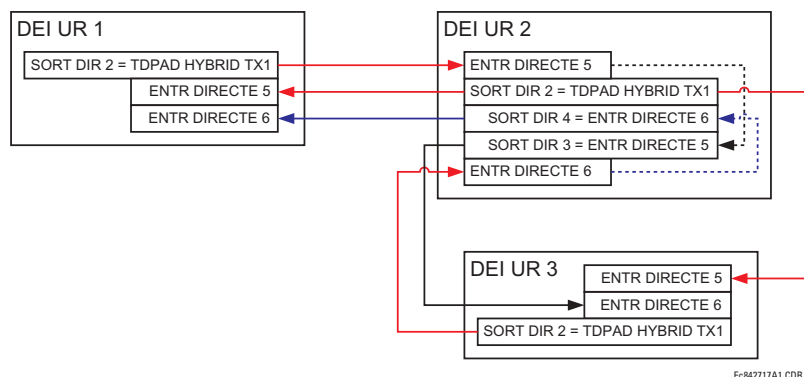 DEI UR 1
SORT DIR 2 = TDPAD HYBRID TX1
ENTR DIRECTE 5
ENTR DIRECTE 6
DEI UR 2
ENTR DIRECTE 5
SORT DIR 2 = TDPAD HYBRID TX1
SORT DIR 4 = ENTR DIRECTE 6
SORT DIR 3 = ENTR DIRECTE 5
ENTR DIRECTE 6
DEI UR 3
ENTR DIRECTE 5
ENTR DIRECTE 6
SORT DIR 2 = TDPAD HYBRID TX1
Fc842717A1.CDR